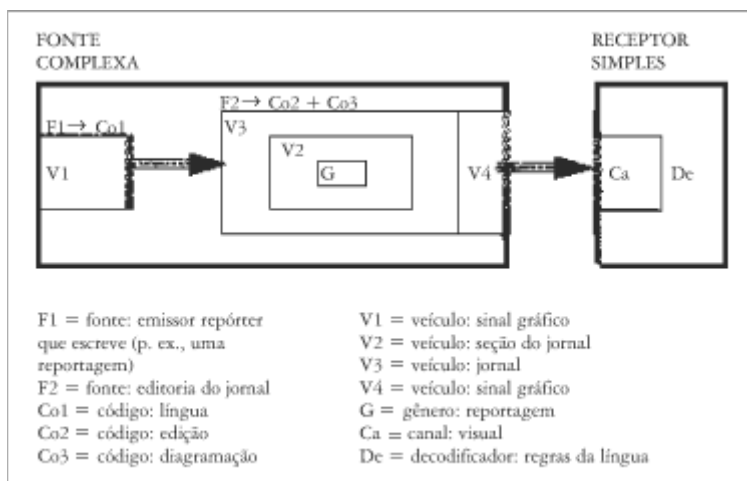 FONTE
COMPLEXA
RECEPTOR
SIMPLES
F1→ Co1
V1
F2→ Co2 + Co3
V3
V2
G
V4
Ca
De
F1 = fonte: emissor repórter
que escreve (p. ex., uma
reportagem)
F2 = fonte: editoria do jornal
Co1 = código: língua
Co2 = código: edição
Co3 = código: diagramação
V1 = veículo: sinal gráfico
V2 = veículo: seção do jornal
V3 = veículo: jornal
V4 = veículo: sinal gráfico
G = gênero: reportagem
Ca = canal: visual
De = decodificador: regras da língua